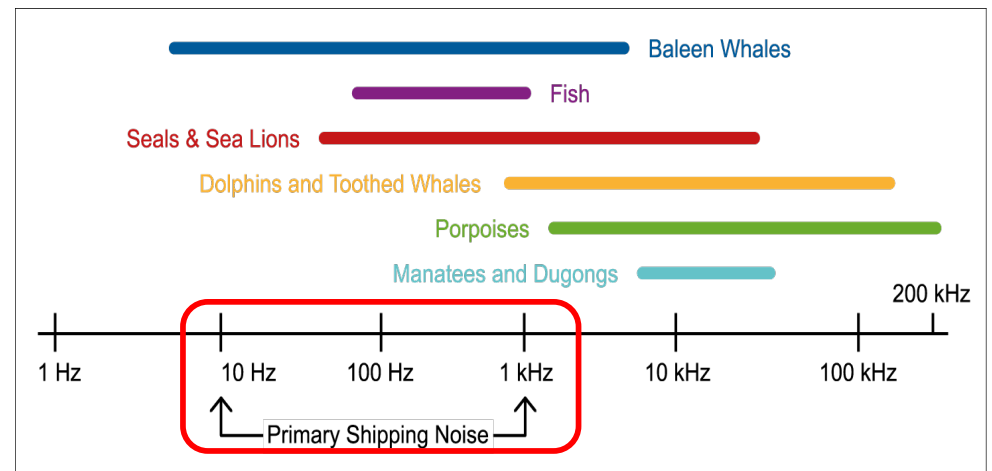 Baleen Whales
Fish
Seals & Sea Lions
Dolphins and Toothed Whales
Porpoises
Manatees and Dugongs
200 kHz
1 Hz
10 Hz
100 Hz
1 kHz
10 kHz
100 kHz
Primary Shipping Noise